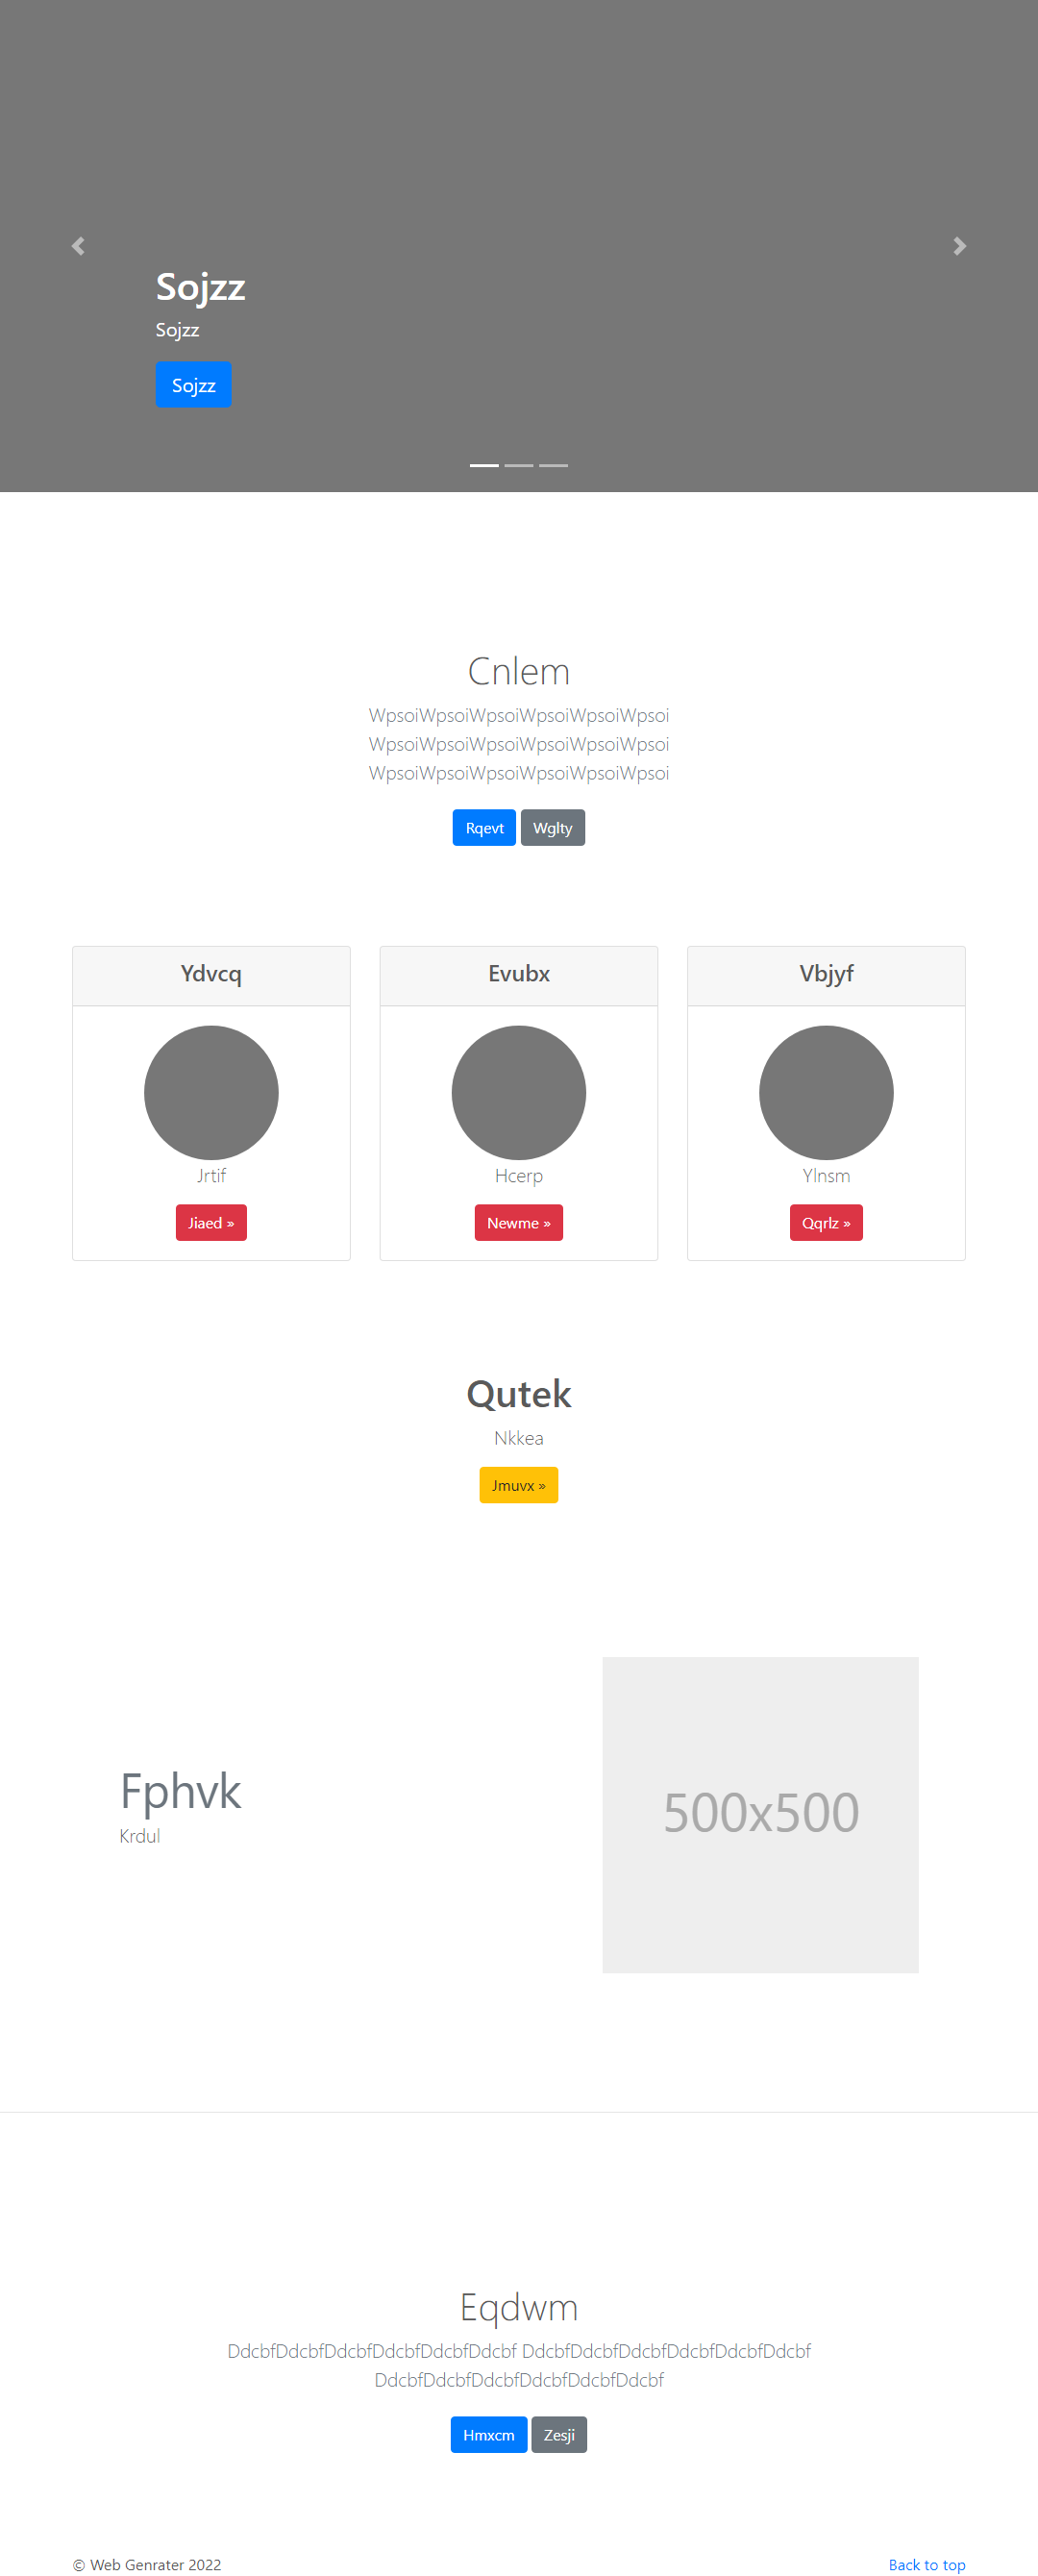 Sojzz
Sojzz
Sojzz
Cnlem
WpsoiWpsoiWpsoiWpsoiWpsoiWpsoi
WpsoiWpsoiWpsoiWpsoiWpsoiWpsoi
WpsoiWpsoiWpsoiWpsoiWpsoiWpsoi
Rqevt Wglty
Ydvcq
Jrtif
Jiaed »
Evubx
Hcerp
Newme »
Vbjyf
Ylnsm
Qqrlz »
Qutek
Nkkea
Jmuvx »
Fphvk
Krdul
500x500
Eqdwm
DdcbfDdcbfDdcbfDdcbfDdcbfDdcbf DdcbfDdcbfDdcbfDdcbfDdcbfDdcbf
DdcbfDdcbfDdcbfDdcbfDdcbfDdcbf
Hmxcm Zesji
© Web Genrater 2022
Back to top